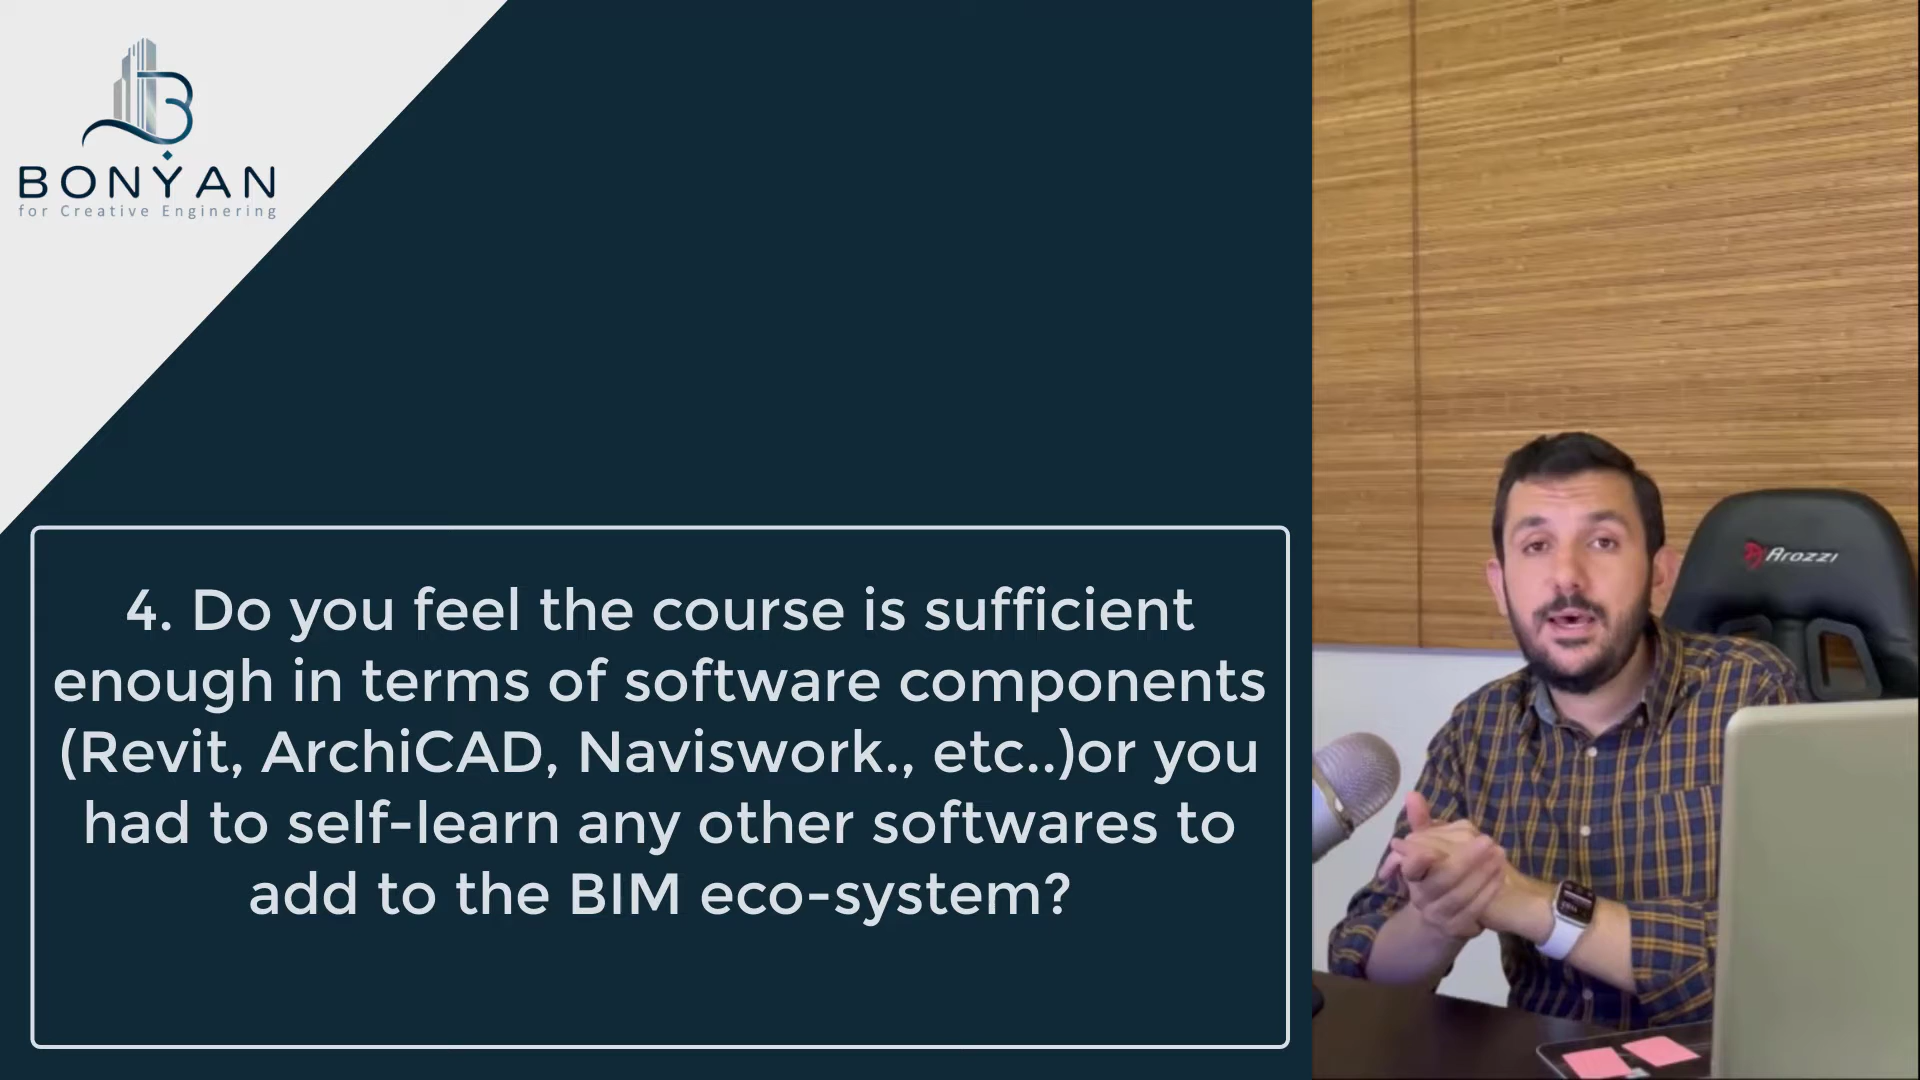 BONYAN
for Creative Enginering
4. Do you feel the course is sufficient
enough in terms of software components
(Revit, ArchiCAD, Naviswork., etc..)or you
had to self-learn any other softwares to
add to the BIM eco-system?
Arozzi